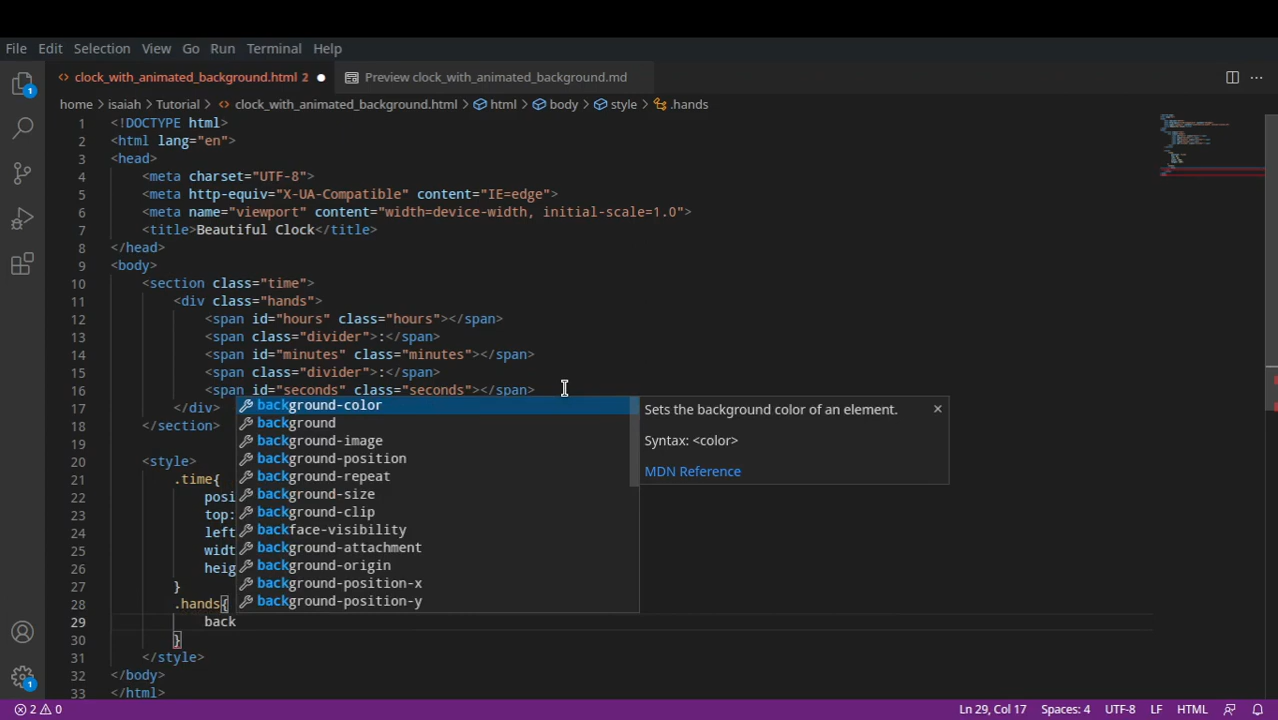 File Edit Selection View Go Run Terminal Help
clock_with_animated_background.html 2 Preview clock_with_animated_background.md
home isaiah Tutorial clock_with_animated_background.html html body style .hands
1 <!DOCTYPE html>
2 <html lang="en">
3 <head>
4 <meta charset="UTF-8">
5 <meta http-equiv="X-UA-Compatible" content="IE=edge">
6 <meta name="viewport" content="width=device-width, initial-scale=1.0">
7 <title>Beautiful Clock</title>
8 </head>
9 <body>
10 <section class="time">
11 <div class="hands">
12 <span id="hours" class="hours"></span>
13 <span class="divider">:</span>
14 <span id="minutes" class="minutes"></span>
15 <span class="divider">:</span>
16 <span id="seconds" class="seconds"></span>
17 </div>
18 </section>
19
20 <style>
21 .time{
22 posi
23 top:
24 left
25 widt
26 heig
27 }
28 .hands{
29 back
30 }
31 </style>
32 </body>
33 </html>
background-color
background
background-image
background-position
background-repeat
background-size
background-clip
backface-visibility
background-attachment
background-origin
background-position-x
background-position-y
Sets the background color of an element. ×
Syntax: <color>
MDN Reference
1
1
2 0 Ln 29, Col 17 Spaces: 4 UTF-8 LF HTML